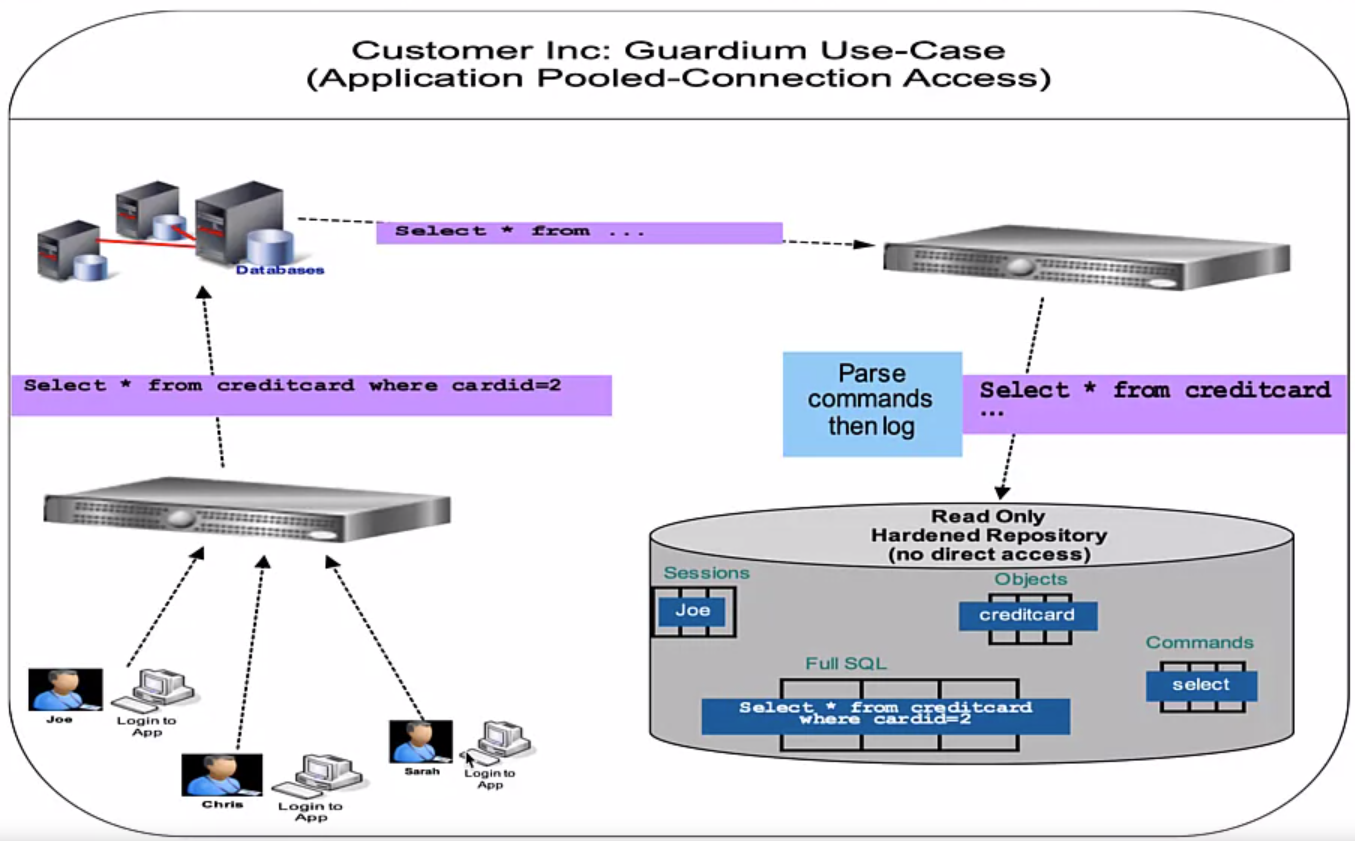 Customer Inc: Guardium Use-Case
(Application Pooled-Connection Access)
Select * from ...
Databases
Select * from creditcard where cardid=2
Parse
commands
then log
Select * from creditcard
...
Read Only
Hardened Repository
(no direct access)
Sessions
Joe
Objects
creditcard
Commands
select
Full SQL
Select * from creditcard
where cardid=2
Joe
Login to
App
Chris
Login to
App
Sarah
Login to
App